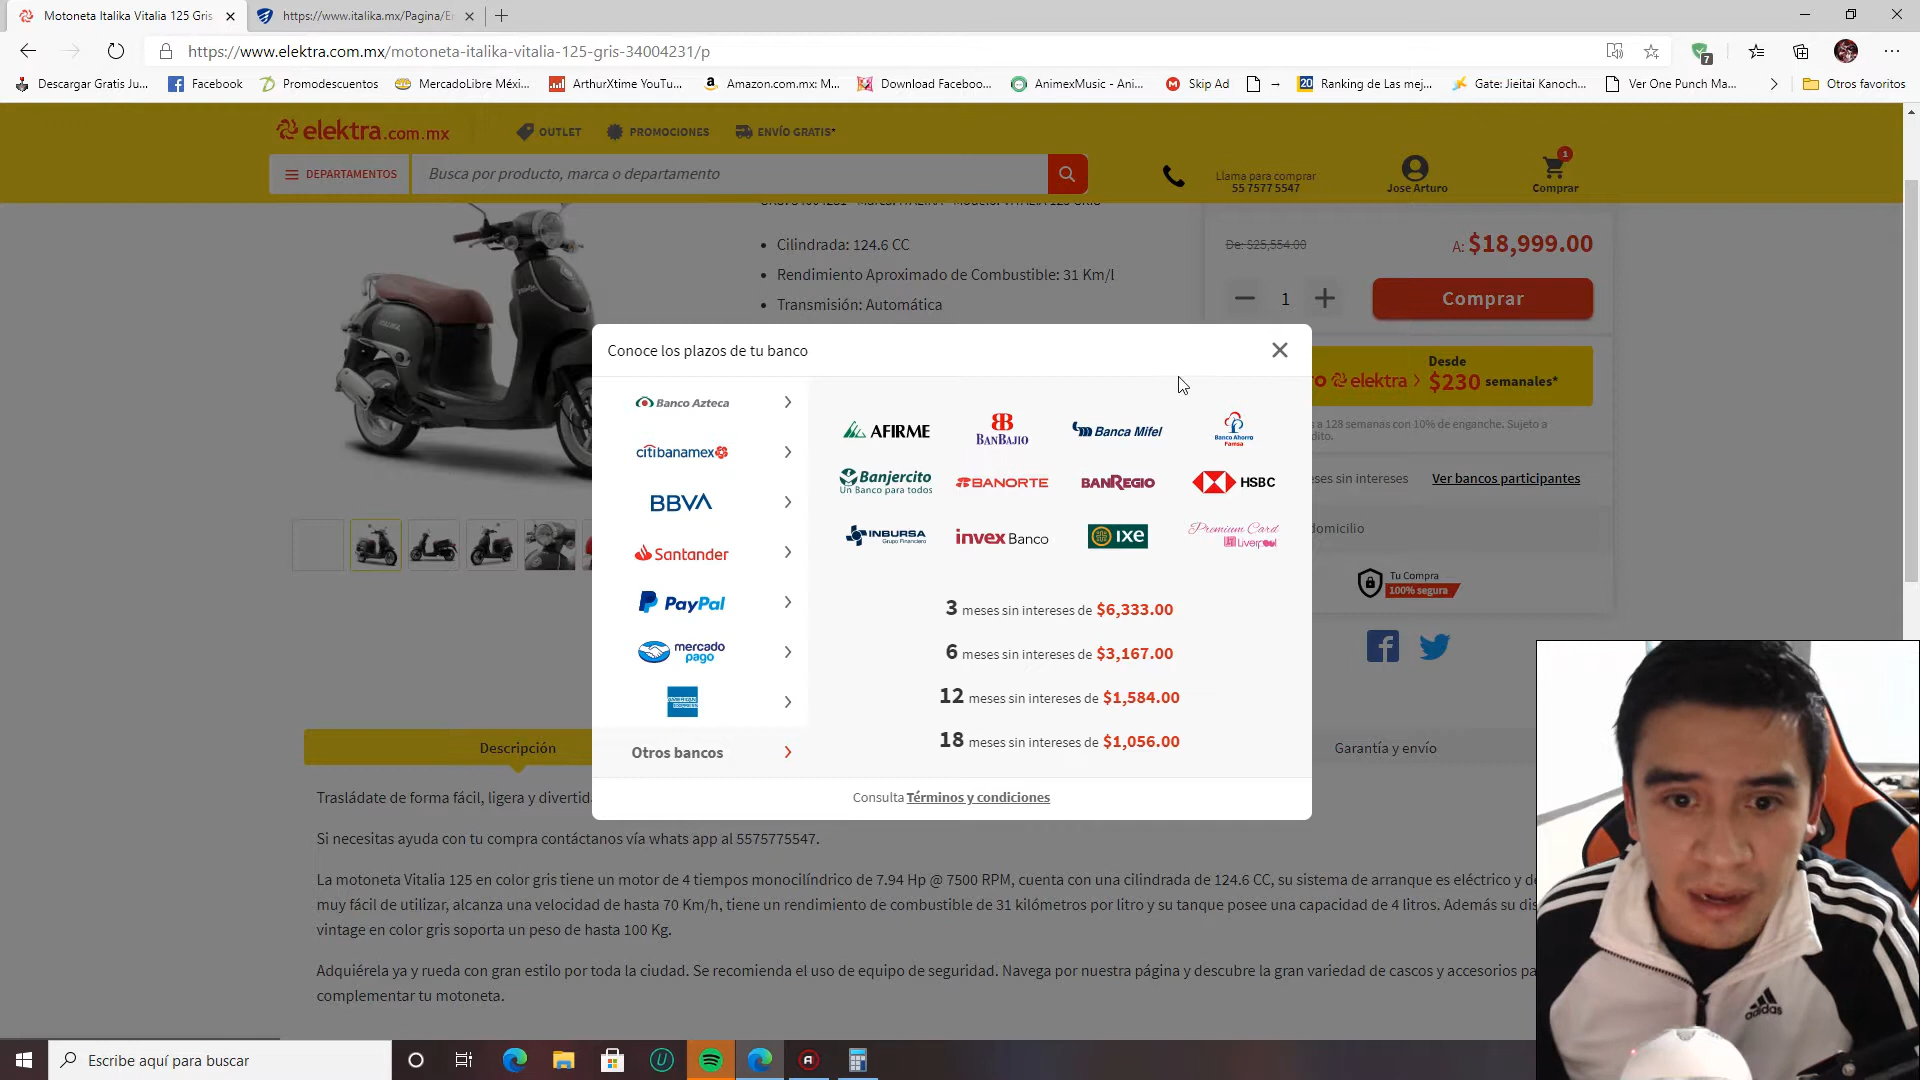 Motoneta Italika Vitalia 125 Gris
https://www.italika.mx/Pagina/E
https://www.elektra.com.mx/motoneta-italika-vitalia-125-gris-34004231/p
7
Descargar Gratis Ju...
Facebook
Promodescuentos
MercadoLibre Méxi...
ArthurXtime YouTu...
Amazon.com.mx: M...
Download Faceboo...
AnimexMusic - Ani...
Skip Ad
20
Ranking de Las mej...
Gate: Jieitai Kanoch...
Ver One Punch Ma...
Otros favoritos
elektra.com.mx
OUTLET
PROMOCIONES
ENVÍO GRATIS*
DEPARTAMENTOS
Busca por producto, marca o departamento
Llama para comprar
55 7577 5547
Jose Arturo
1
Comprar
• Cilindrada: 124.6 CC
• Rendimiento Aproximado de Combustible: 31 Km/l
• Transmisión: Automática
De: $25,554.00
A: $18,999.00
1
Comprar
elektra
Desde
$230 semanales*
s a 128 semanas con 10% de enganche. Sujeto a
dito.
eses sin intereses
Ver bancos participantes
domicilio
Tu Compra
100% segura
Conoce los plazos de tu banco
Banco Azteca
citibanamex
BBVA
Santander
PayPal
mercado
pago
AMERICAN
EXPRESS
Otros bancos
AFIRME
BANBAJIO
Banca Mifel
Banco Ahorro
Famsa
Banjercito
Un Banco para todos
BANORTE
BANREGIO
HSBC
INBURSA
Grupo Financiero
invex Banco
IXE
Premium Card
Liverpool
3 meses sin intereses de $6,333.00
6 meses sin intereses de $3,167.00
12 meses sin intereses de $1,584.00
18 meses sin intereses de $1,056.00
Consulta Términos y condiciones
Descripción
Garantía y envío
Trasládate de forma fácil, ligera y divertid
Si necesitas ayuda con tu compra contáctanos vía whats app al 5575775547.
La motoneta Vitalia 125 en color gris tiene un motor de 4 tiempos monocilíndrico de 7.94 Hp @ 7500 RPM, cuenta con una cilindrada de 124.6 CC, su sistema de arranque es eléctrico y de
muy fácil de utilizar, alcanza una velocidad de hasta 70 Km/h, tiene un rendimiento de combustible de 31 kilómetros por litro y su tanque posee una capacidad de 4 litros. Además su dis
vintage en color gris soporta un peso de hasta 100 Kg.
Adquiérela ya y rueda con gran estilo por toda la ciudad. Se recomienda el uso de equipo de seguridad. Navega por nuestra página y descubre la gran variedad de cascos y accesorios pa
complementar tu motoneta.
adidas
Escribe aquí para buscar